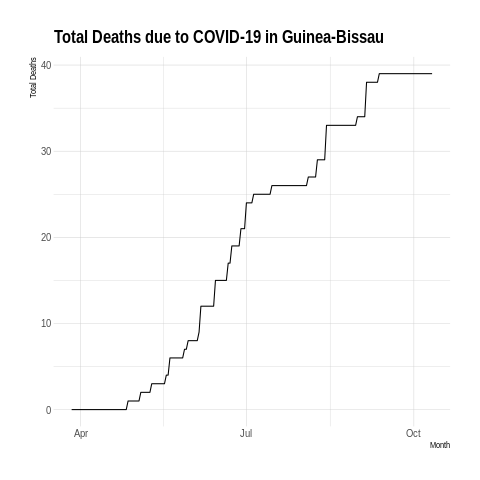 Total Deaths due to COVID-19 in Guinea-Bissau
Total Deaths
40
30
20
10
0
Apr
Jul
Oct
Month